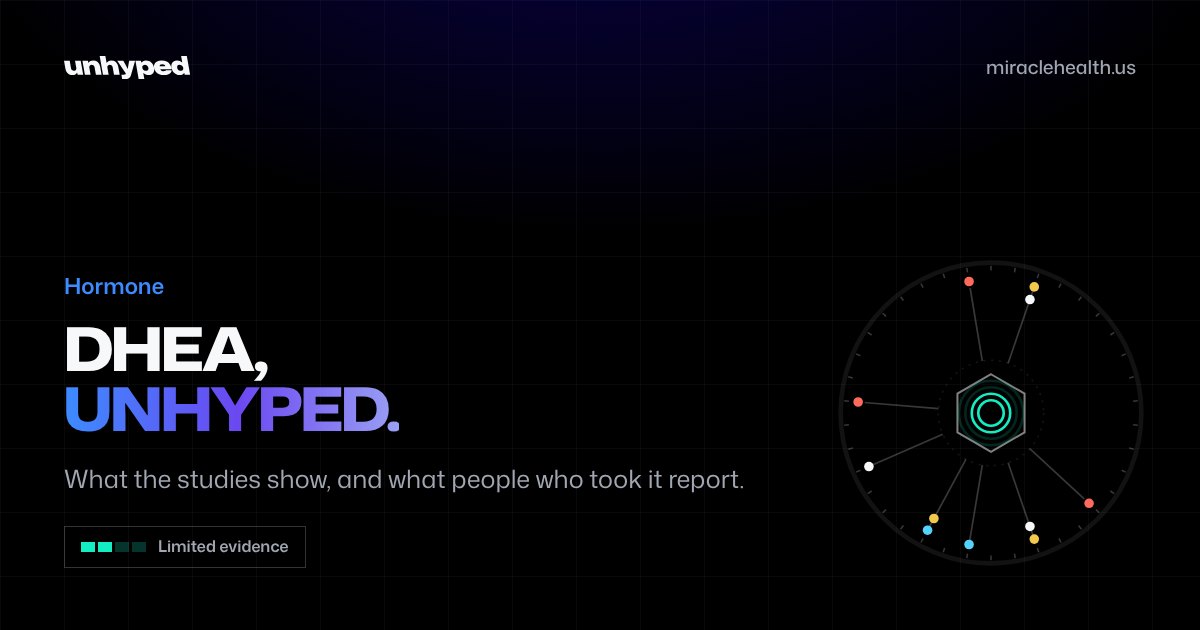 unhyped
miraclehealth.us
Hormone
DHEA,
UNHYPED.
What the studies show, and what people who took it report.
Limited evidence